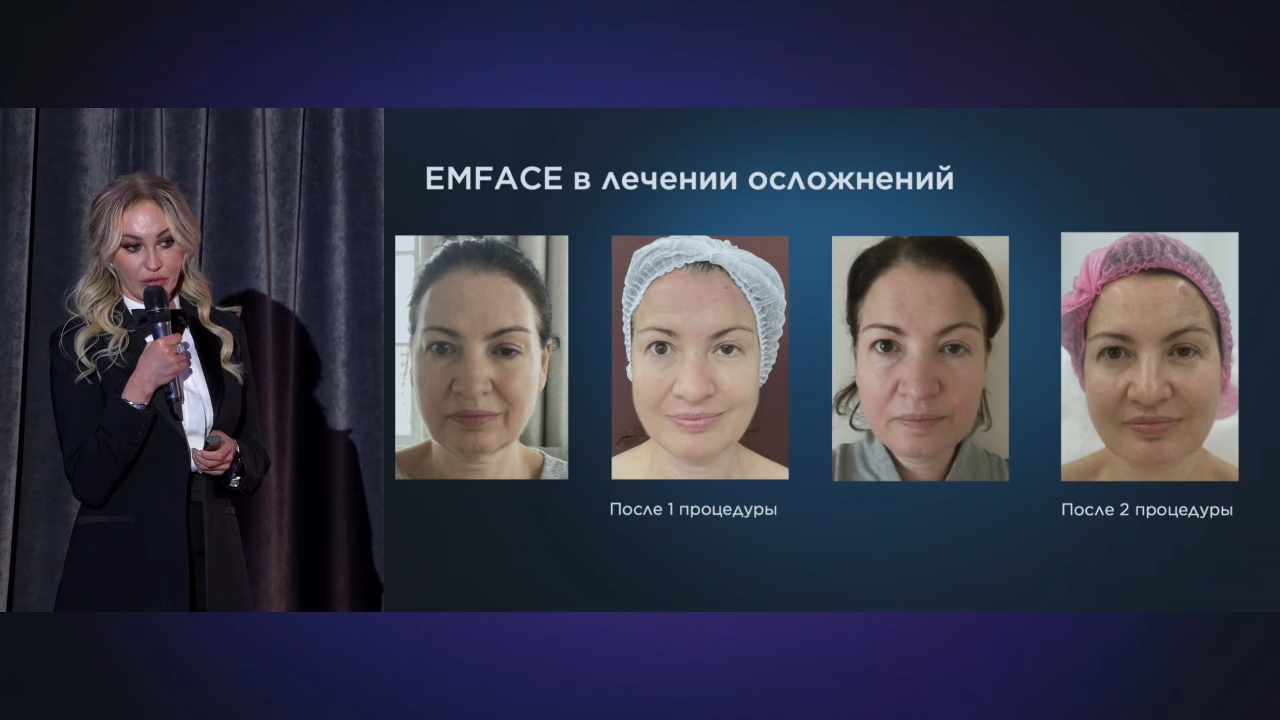 EMFACE в лечении осложнений
После 1 процедуры
После 2 процедуры